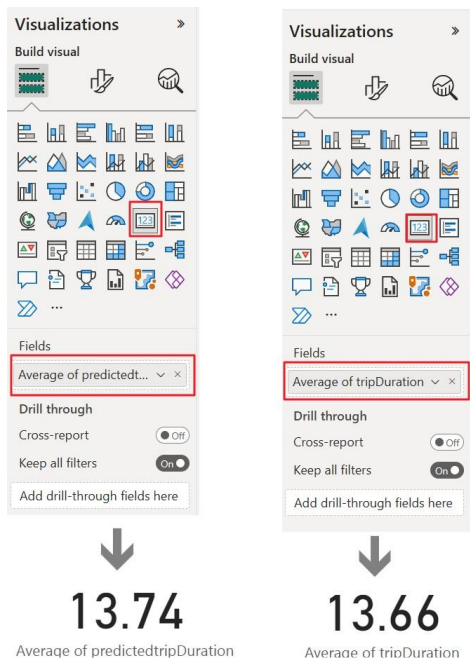 Visualizations »
Build visual
123
Fields
Average of predictedt...
Drill through
Cross-report Off
Keep all filters On
Add drill-through fields here
13.74
Average of predictedtripDuration
Visualizations »
Build visual
123
Fields
Average of tripDuration
Drill through
Cross-report Off
Keep all filters On
Add drill-through fields here
13.66
Average of tripDuration